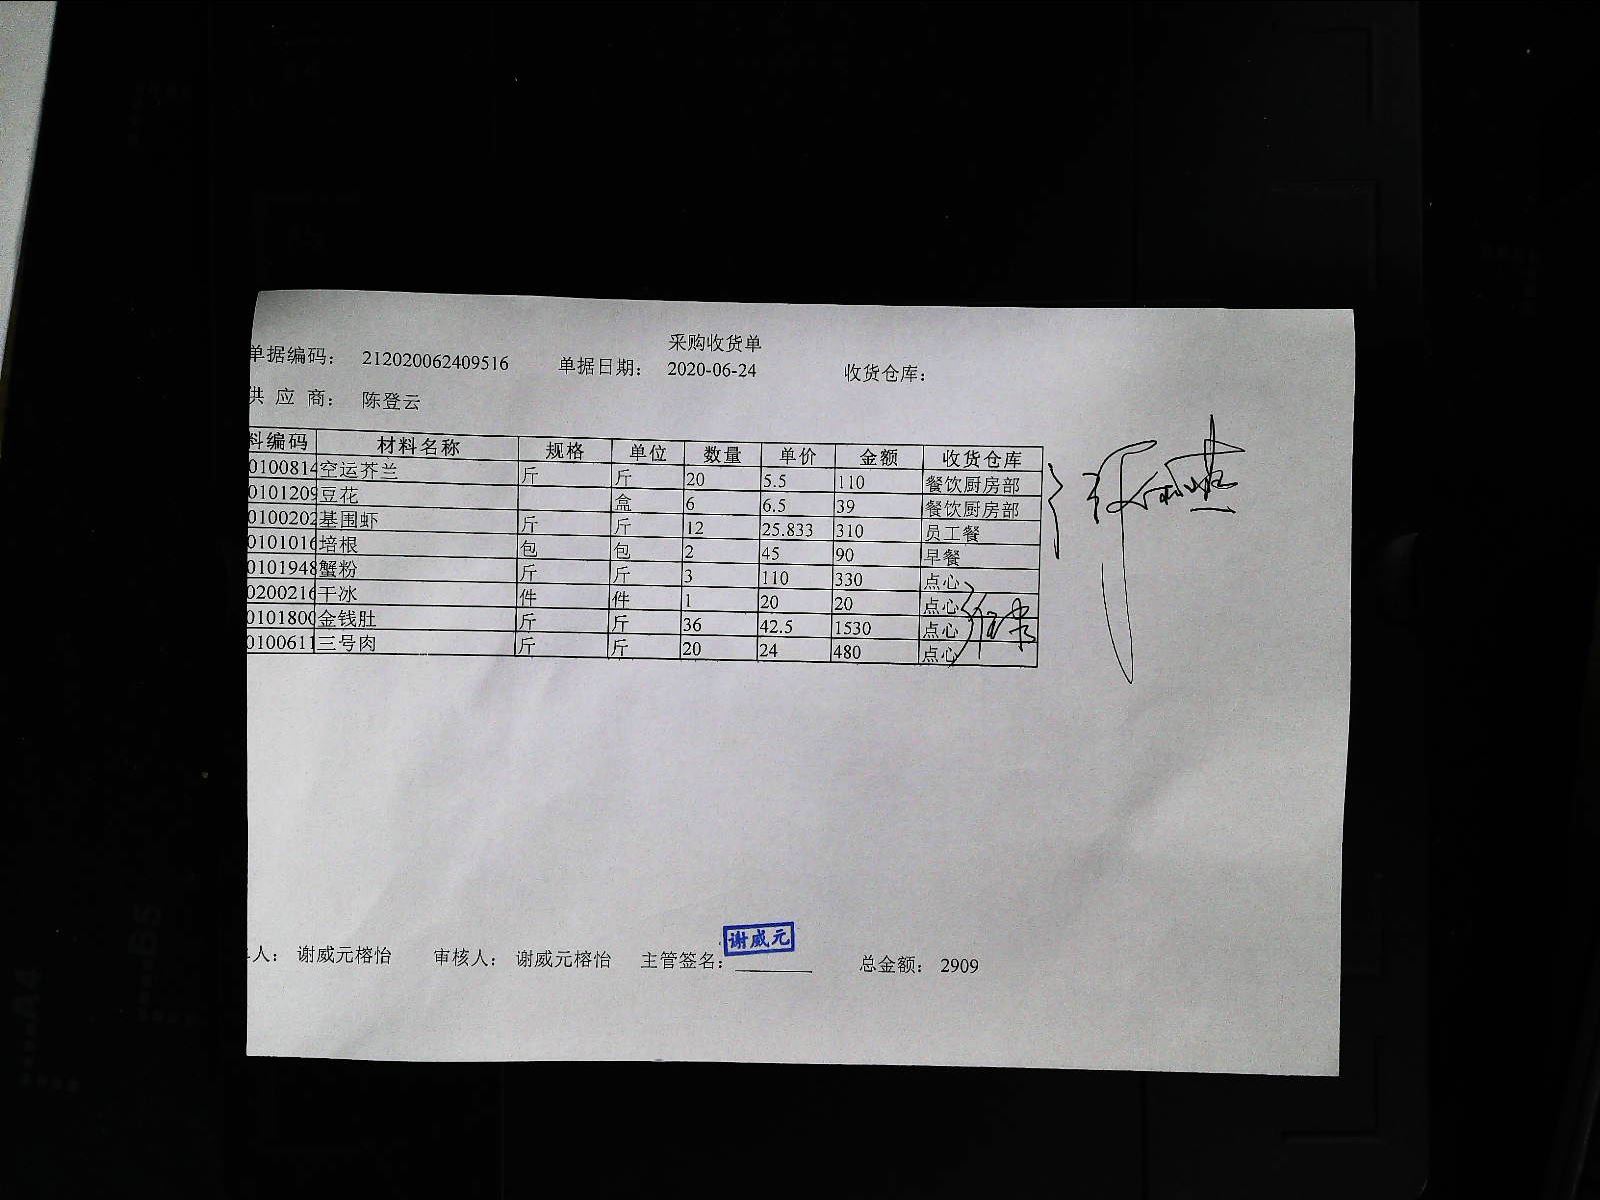 采购收货单
单据编码： 212020062409516 单据日期： 2020-06-24 收货仓库：
供 应 商： 陈登云
料编码 材料名称 规格 单位 数量 单价 金额 收货仓库
0100814 空运芥兰 斤 斤 20 5.5 110 餐饮厨房部
0101209 豆花 盒 6 6.5 39 餐饮厨房部
0100202 基围虾 斤 斤 12 25.833 310 员工餐
0101016 培根 包 包 2 45 90 早餐
0101948 蟹粉 斤 斤 3 110 330 点心
0200216 干冰 件 件 1 20 20 点心
0101800 金钱肚 斤 斤 36 42.5 1530 点心
0100611 三号肉 斤 斤 20 24 480 点心
谢威元
人： 谢威元榕怡 审核人： 谢威元榕怡 主管签名： 总金额： 2909